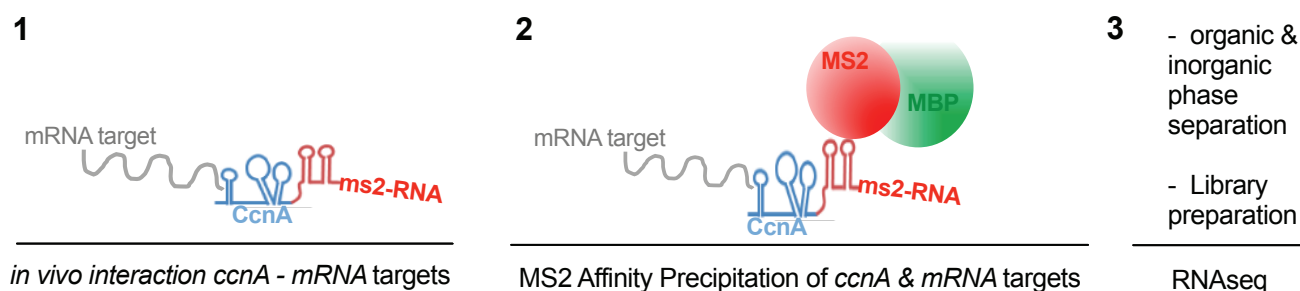 1
mRNA target
ms2-RNA
CcnA
in vivo interaction ccnA - mRNA targets
2
MS2
MBP
mRNA target
ms2-RNA
CcnA
MS2 Affinity Precipitation of ccnA & mRNA targets
3
- organic &
inorganic
phase
separation
- Library
preparation
RNAseq